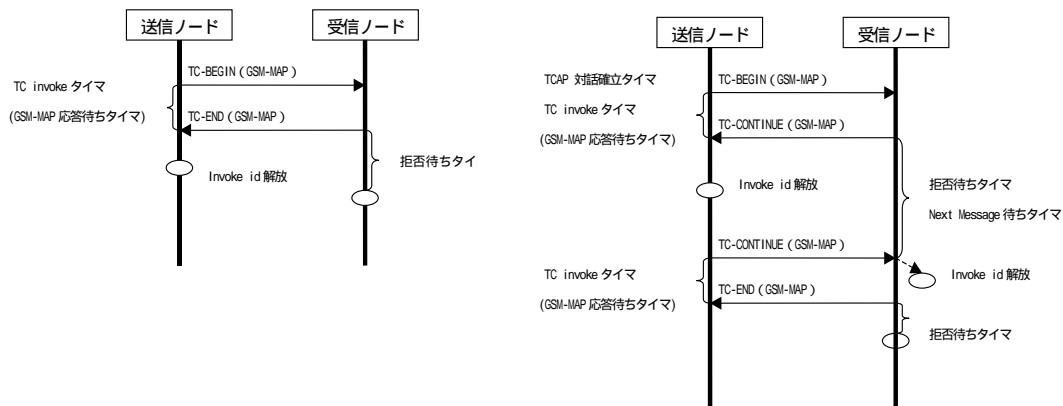 送信ノード
受信ノード
TC-BEGIN（GSM-MAP）
TC invoke タイマ
(GSM-MAP 応答待ちタイマ)
TC-END（GSM-MAP）
拒否待ちタイ
Invoke id 解放
送信ノード
受信ノード
TCAP 対話確立タイマ
TC-BEGIN（GSM-MAP）
TC invoke タイマ
TC-CONTINUE（GSM-MAP）
(GSM-MAP 応答待ちタイマ)
Invoke id 解放
拒否待ちタイマ
Next Message 待ちタイマ
TC-CONTINUE（GSM-MAP）
TC invoke タイマ
Invoke id 解放
TC-END（GSM-MAP）
(GSM-MAP 応答待ちタイマ)
拒否待ちタイマ